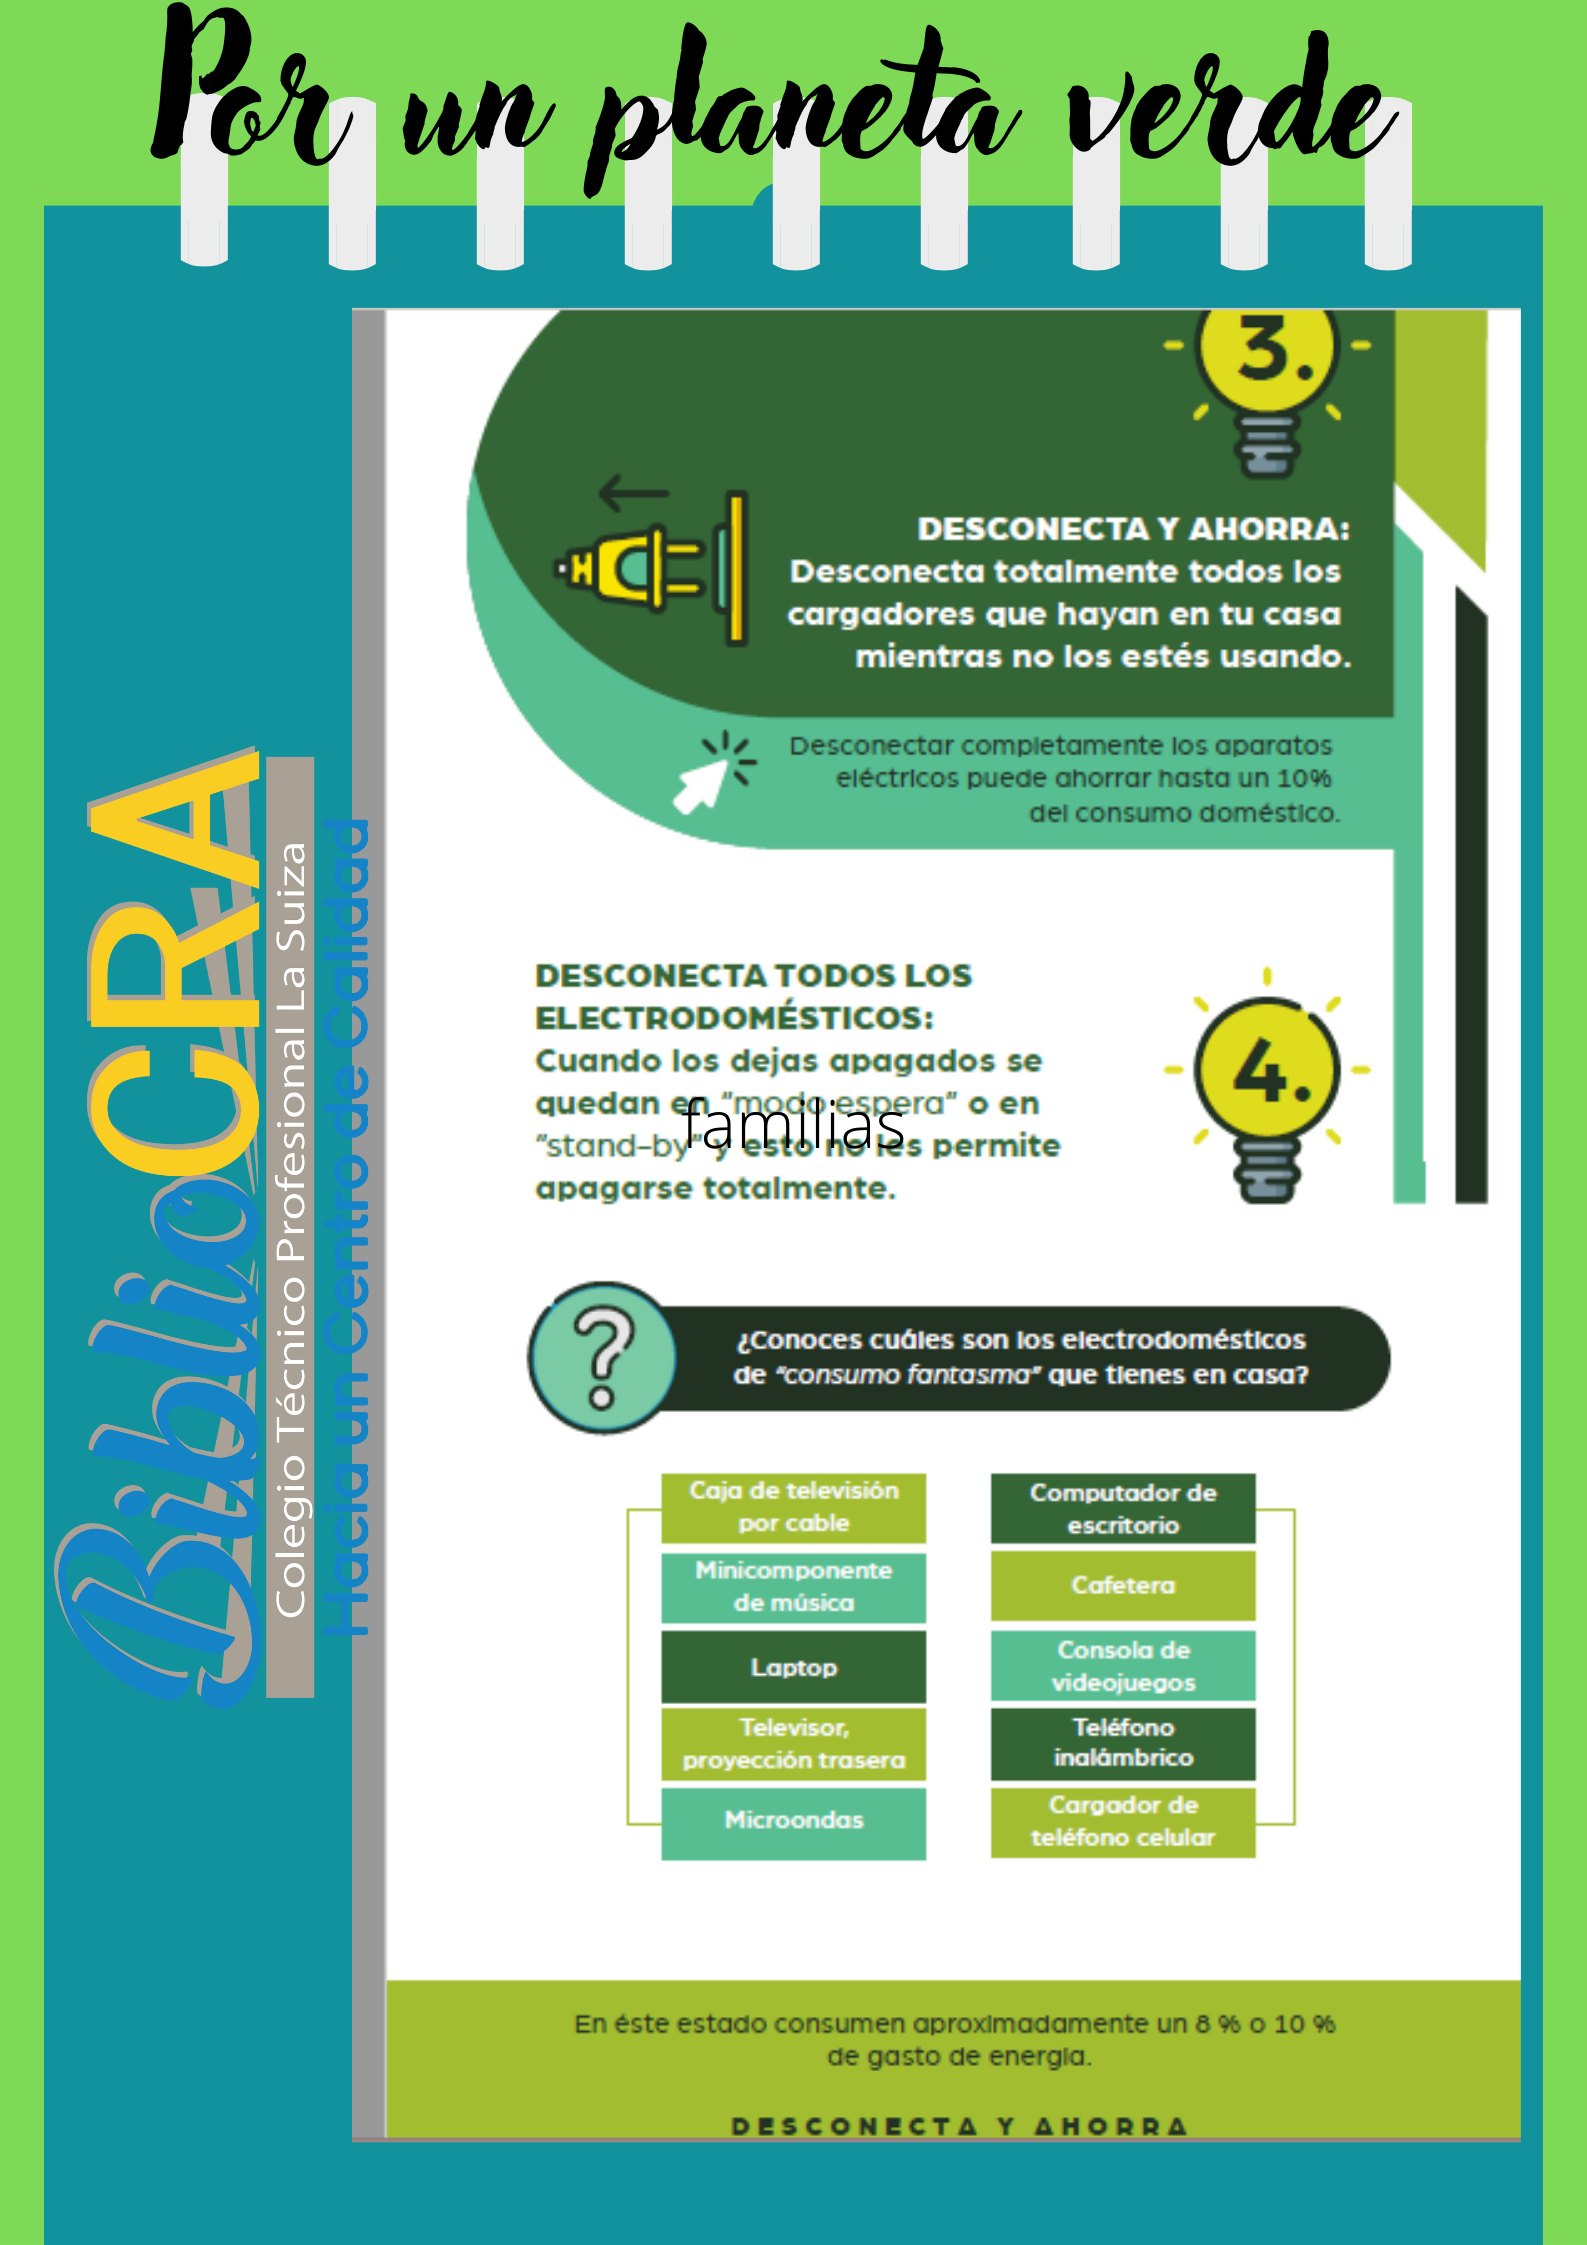 Por un planeta verde
3.
DESCONECTA Y AHORRA:
Desconecta totalmente todos los
cargadores que hayan en tu casa
mientras no los estés usando.
Desconectar completamente los aparatos
eléctricos puede ahorrar hasta un 10%
del consumo doméstico.
DESCONECTA TODOS LOS
ELECTRODOMÉSTICOS:
Cuando los dejas apagados se
quedan en "modo espera" o en
"stand-by" y esto no les permite
apagarse totalmente.
familias
4.
?
¿Conoces cuáles son los electrodomésticos
de "consumo fantasma" que tienes en casa?
Caja de televisión
por cable
Minicomponente
de música
Laptop
Televisor,
proyección trasera
Microondas
Computador de
escritorio
Cafetera
Consola de
videojuegos
Teléfono
inalámbrico
Cargador de
teléfono celular
En éste estado consumen aproximadamente un 8 % o 10 %
de gasto de energía.
DESCONECTA Y AHORRA
BiblioCRA
Colegio Técnico Profesional La Suiza
Hacia un Centro de Calidad